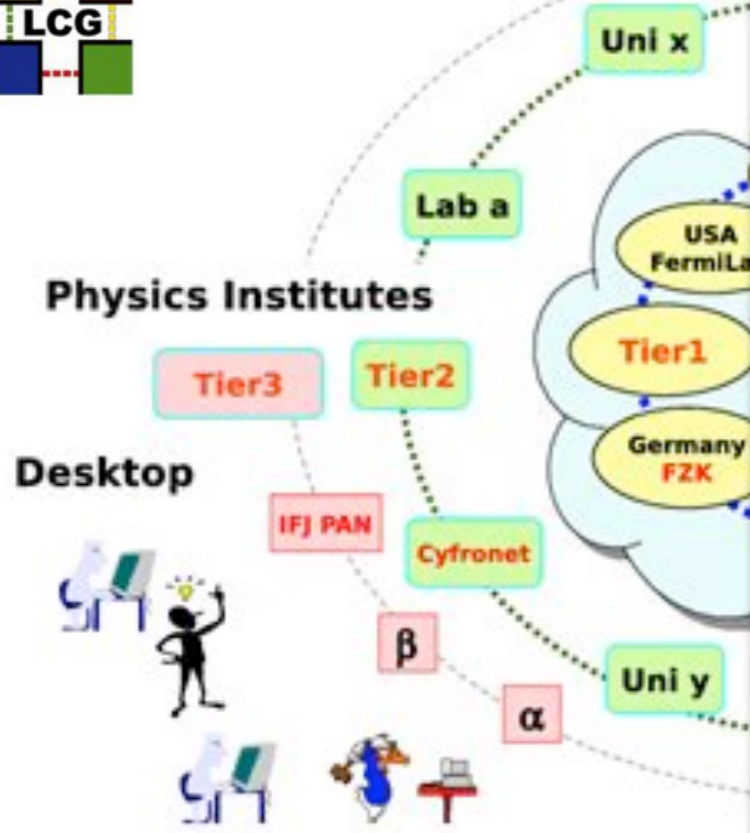 LCG
Uni x
Lab a
USA
FermiLa
Physics Institutes
Tier1
Tier3
Tier2
Germany
FZK
Desktop
IFJ PAN
Cyfronet
β
Uni y
α